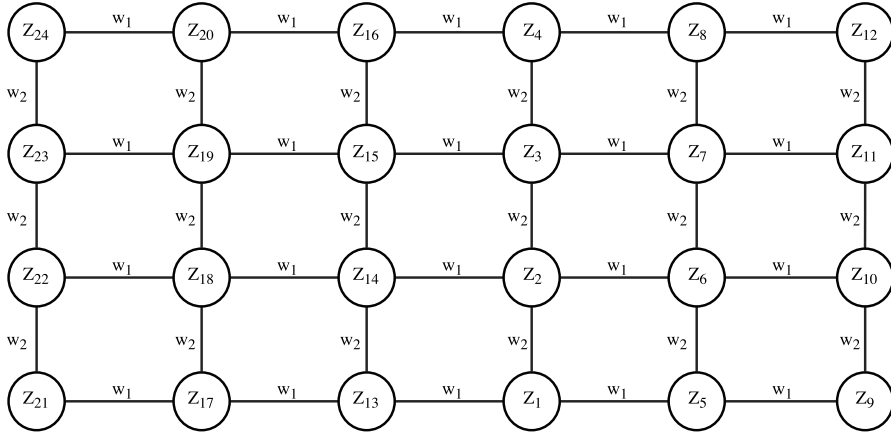 Z₂₄ w₁ Z₂₀ w₁ Z₁₆ w₁ Z₄ w₁ Z₈ w₁ Z₁₂
w₂ w₂ w₂ w₂ w₂ w₂
Z₂₃ w₁ Z₁₉ w₁ Z₁₅ w₁ Z₃ w₁ Z₇ w₁ Z₁₁
w₂ w₂ w₂ w₂ w₂ w₂
Z₂₂ w₁ Z₁₈ w₁ Z₁₄ w₁ Z₂ w₁ Z₆ w₁ Z₁₀
w₂ w₂ w₂ w₂ w₂ w₂
Z₂₁ w₁ Z₁₇ w₁ Z₁₃ w₁ Z₁ w₁ Z₅ w₁ Z₉